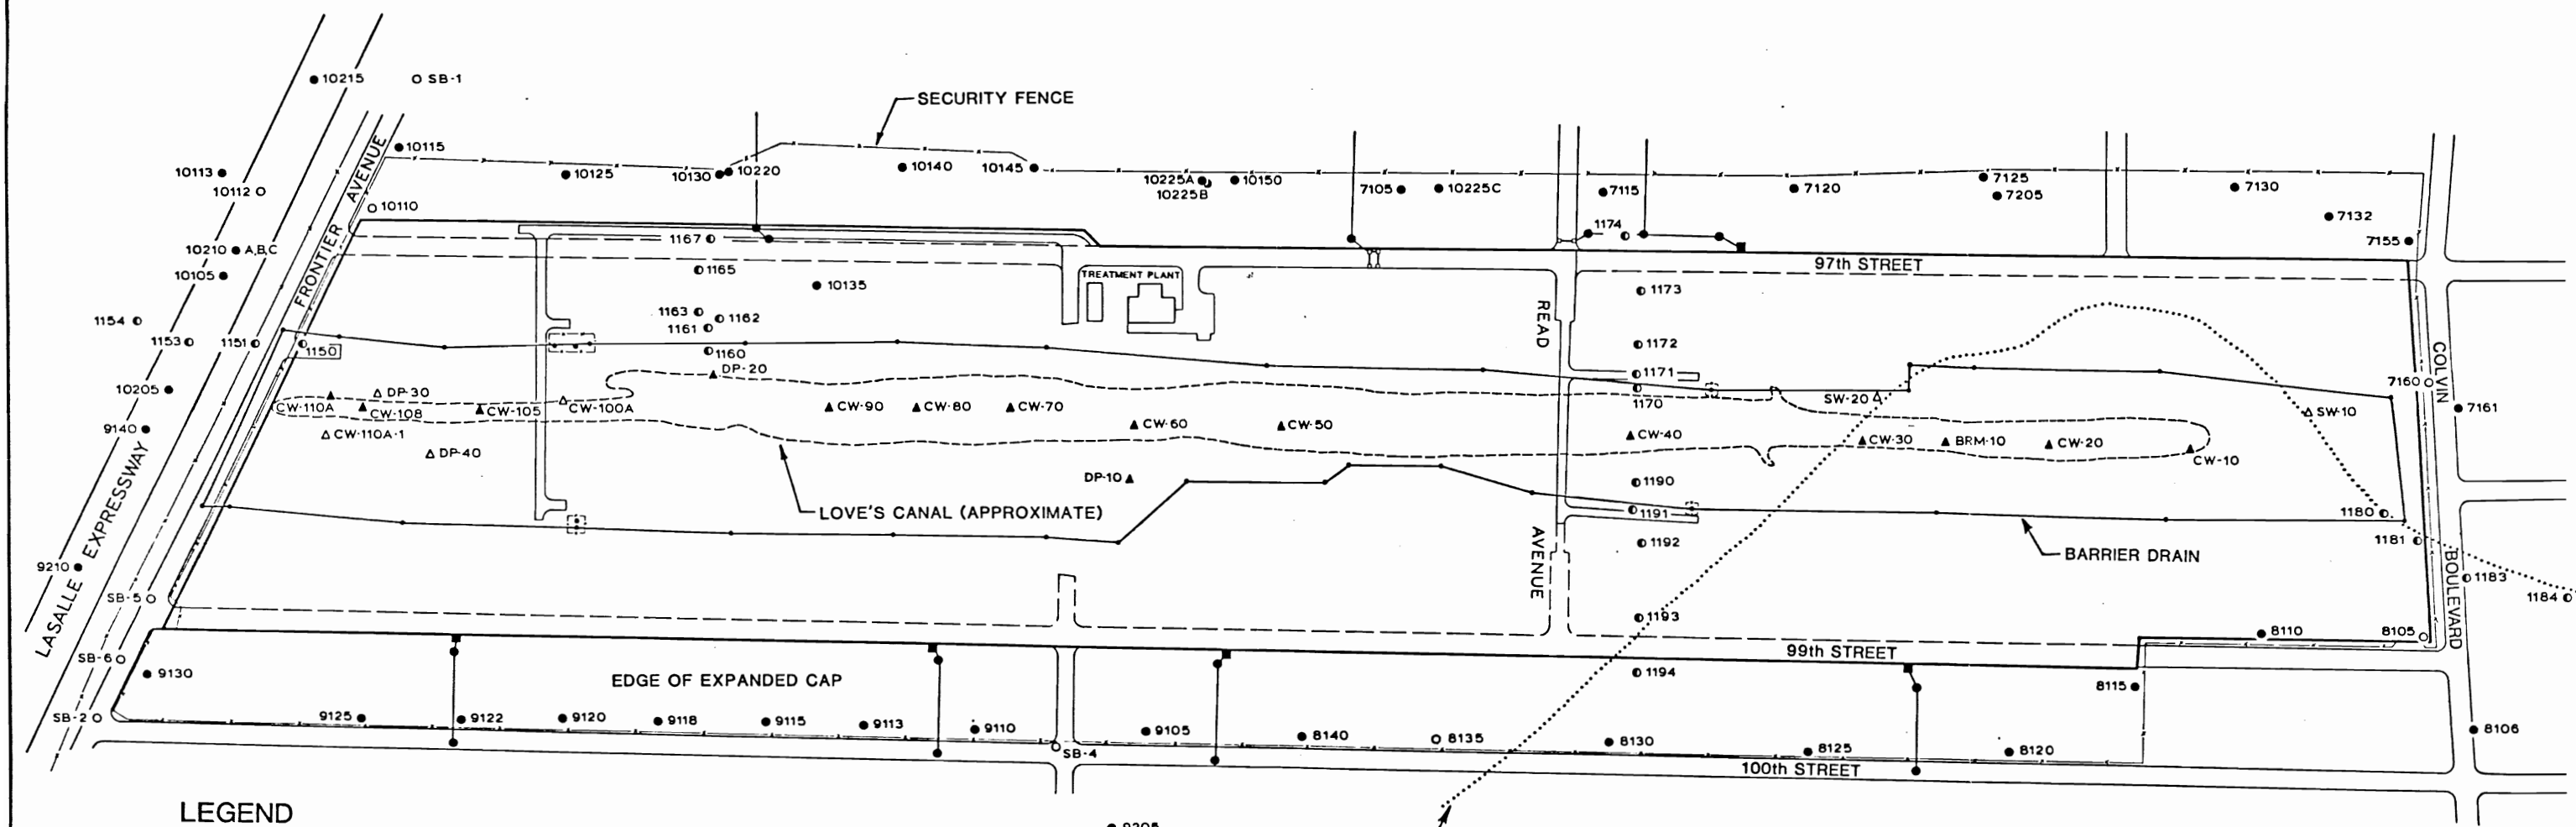 10215
SB-1
SECURITY FENCE
10115
10113
10112
10125
10130
10220
10140
10145
10225A
10225B
10150
7105
10225C
7115
7120
7125
7205
7130
7132
7155
10110
1174
1167
10210 A,B,C
10105
FRONTIER AVENUE
1165
10135
TREATMENT PLANT
97th STREET
1173
READ AVENUE
1163
1162
1161
1160
1154
1153
1151
1150
1172
1171
1170
COLVIN BOULEVARD
7160
7161
10205
DP-20
DP-30
CW-110A
CW-108
CW-105
CW-100A
CW-90
CW-80
CW-70
CW-60
CW-50
CW-40
SW-20
SW-10
CW-30
BRM-10
CW-20
CW-10
9140
CW-110A-1
DP-40
DP-10
1190
1191
1192
LOVE'S CANAL (APPROXIMATE)
BARRIER DRAIN
1180
1181
1183
1184
LASALLE EXPRESSWAY
9210
SB-5
1193
SB-6
99th STREET
8110
8105
9130
EDGE OF EXPANDED CAP
1194
8115
SB-2
9125
9122
9120
9118
9115
9113
9110
SB-4
9105
8140
8135
8130
8125
8120
8106
100th STREET
LEGEND